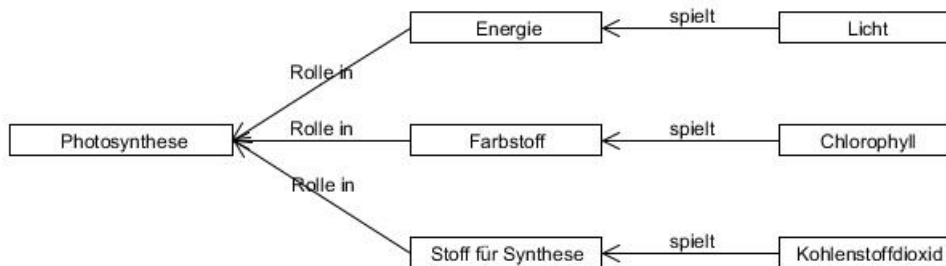 Energie
spielt
Licht
Rolle in
Photosynthese
Rolle in
Farbstoff
spielt
Chlorophyll
Rolle in
Stoff für Synthese
spielt
Kohlenstoffdioxid